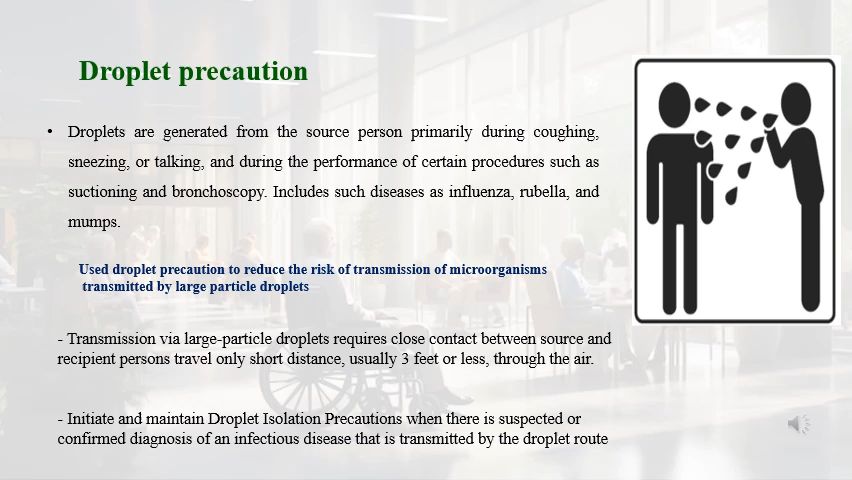 Droplet precaution
• Droplets are generated from the source person primarily during coughing,
sneezing, or talking, and during the performance of certain procedures such as
suctioning and bronchoscopy. Includes such diseases as influenza, rubella, and
mumps.
Used droplet precaution to reduce the risk of transmission of microorganisms
transmitted by large particle droplets
- Transmission via large-particle droplets requires close contact between source and
recipient persons travel only short distance, usually 3 feet or less, through the air.
- Initiate and maintain Droplet Isolation Precautions when there is suspected or
confirmed diagnosis of an infectious disease that is transmitted by the droplet route